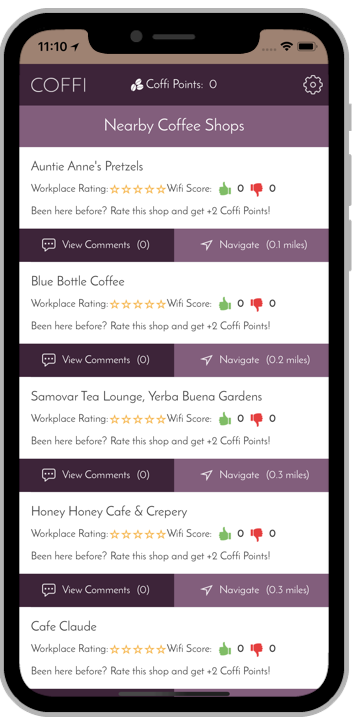 11:10
COFFI
Coffi Points: 0
Nearby Coffee Shops
Auntie Anne's Pretzels
Workplace Rating: Wifi Score: 0 0
Been here before? Rate this shop and get +2 Coffi Points!
View Comments (0) Navigate (0.1 miles)
Blue Bottle Coffee
Workplace Rating: Wifi Score: 0 0
Been here before? Rate this shop and get +2 Coffi Points!
View Comments (0) Navigate (0.2 miles)
Samovar Tea Lounge, Yerba Buena Gardens
Workplace Rating: Wifi Score: 0 0
Been here before? Rate this shop and get +2 Coffi Points!
View Comments (0) Navigate (0.3 miles)
Honey Honey Cafe & Crepery
Workplace Rating: Wifi Score: 0 0
Been here before? Rate this shop and get +2 Coffi Points!
View Comments (0) Navigate (0.3 miles)
Cafe Claude
Workplace Rating: Wifi Score: 0 0
Been here before? Rate this shop and get +2 Coffi Points!